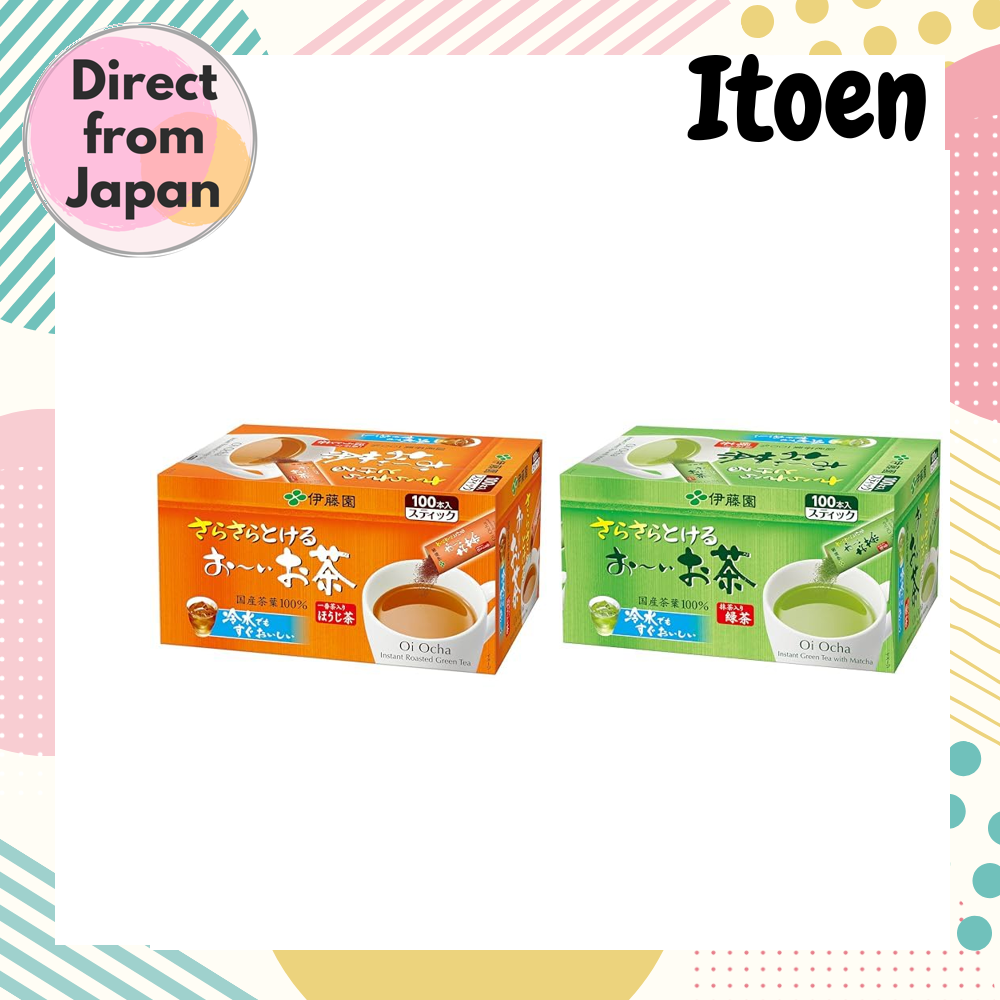 Direct
from
Japan
Itoen
伊藤園
100本入
スティック
さらさらとける
お～いお茶
国産茶葉100%
冷水でも
すぐおいしい
一番茶入り
ほうじ茶
Oi Ocha
Instant Roasted Green Tea
伊藤園
100本入
スティック
さらさらとける
お～いお茶
国産茶葉100%
冷水でも
すぐおいしい
抹茶入り
緑茶
Oi Ocha
Instant Green Tea with Matcha